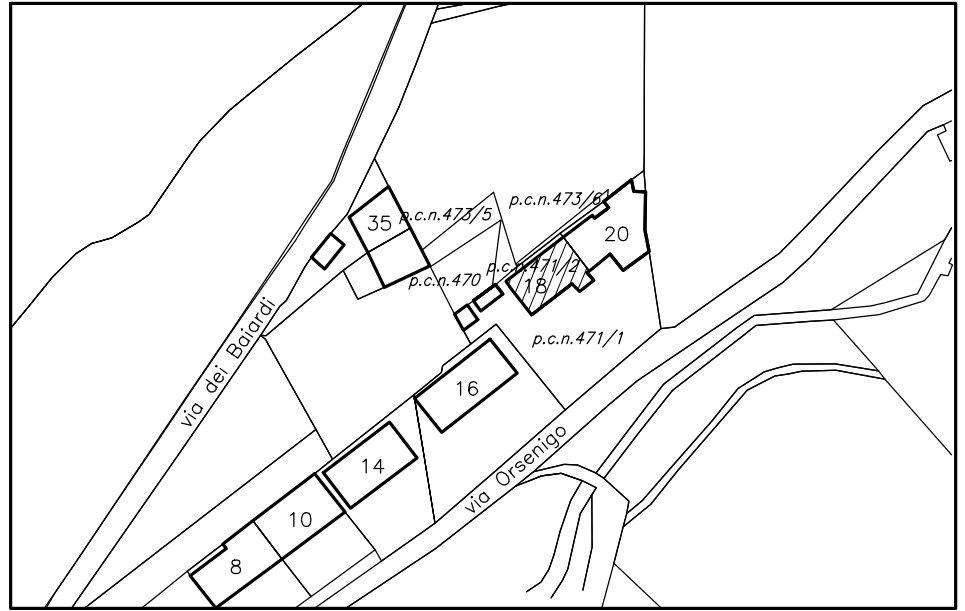 p.c.n.473/6
35
p.c.n.473/5
20
p.c.n.471/2
p.c.n.470
18
p.c.n.471/1
via dei Baiardi
16
via Orsenigo
14
10
8